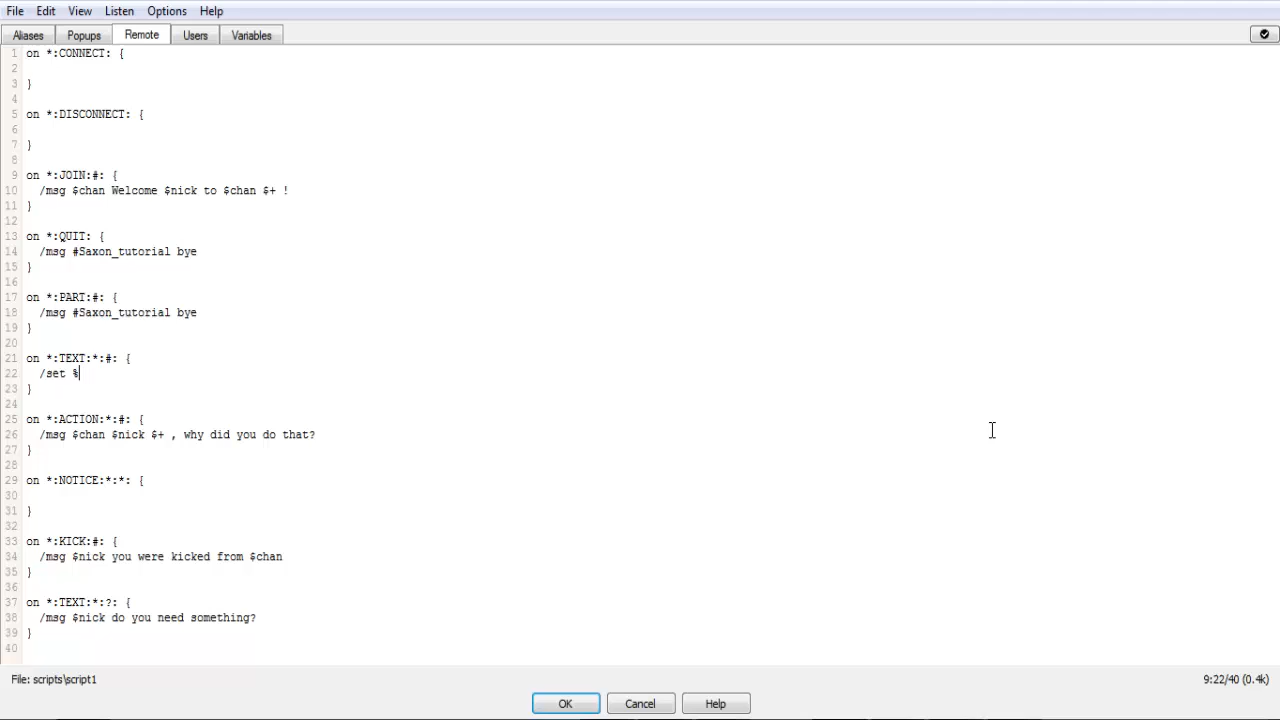 File Edit View Listen Options Help
Aliases Popups Remote Users Variables
1 on *:CONNECT: {
2
3 }
4
5 on *:DISCONNECT: {
6
7 }
8
9 on *:JOIN:#: {
10 /msg $chan Welcome $nick to $chan $+ !
11 }
12
13 on *:QUIT: {
14 /msg #Saxon_tutorial bye
15 }
16
17 on *:PART:#: {
18 /msg #Saxon_tutorial bye
19 }
20
21 on *:TEXT:*:#: {
22 /set %
23 }
24
25 on *:ACTION:*:#: {
26 /msg $chan $nick $+ , why did you do that?
27 }
28
29 on *:NOTICE:*:*: {
30
31 }
32
33 on *:KICK:#: {
34 /msg $nick you were kicked from $chan
35 }
36
37 on *:TEXT:*:?: {
38 /msg $nick do you need something?
39 }
40
File: scripts\script1 9:22/40 (0.4k)
OK Cancel Help